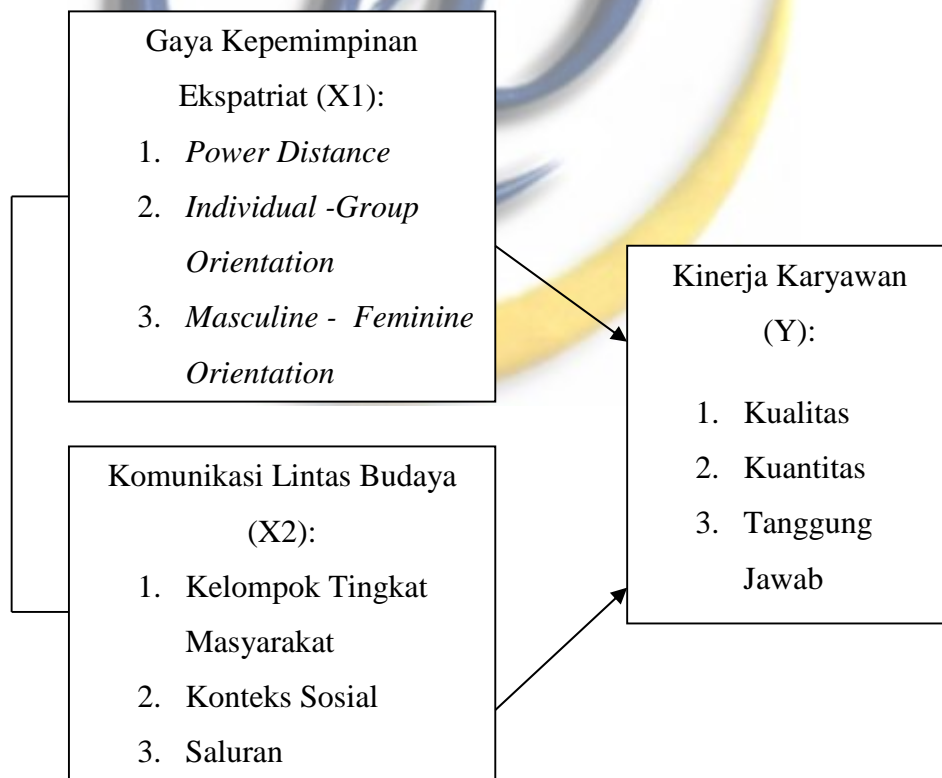 Gaya Kepemimpinan
Ekspatriat (X1):
1. Power Distance
2. Individual -Group
Orientation
3. Masculine - Feminine
Orientation
Komunikasi Lintas Budaya
(X2):
1. Kelompok Tingkat
Masyarakat
2. Konteks Sosial
3. Saluran
Kinerja Karyawan
(Y):
1. Kualitas
2. Kuantitas
3. Tanggung
Jawab